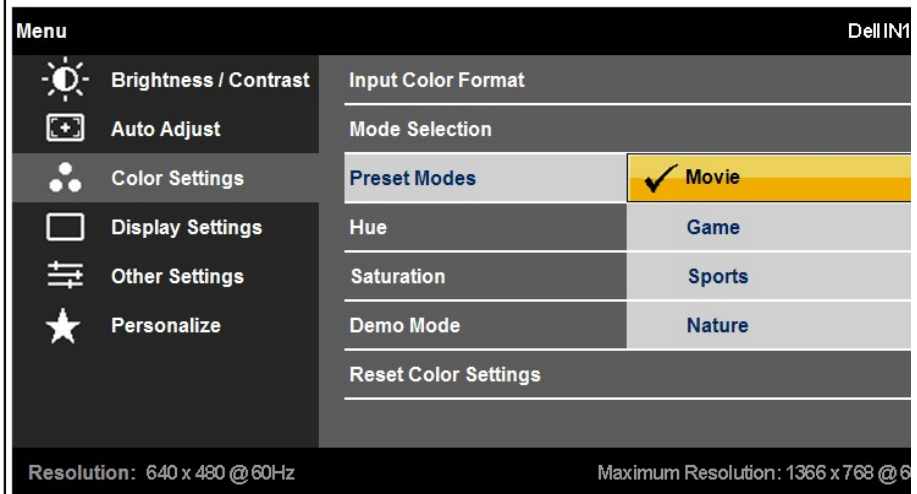 Menu Dell IN1
Brightness / Contrast Input Color Format
Auto Adjust Mode Selection
Color Settings Preset Modes Movie
Display Settings Hue Game
Other Settings Saturation Sports
Personalize Demo Mode Nature
Reset Color Settings
Resolution: 640 x 480 @ 60Hz Maximum Resolution: 1366 x 768 @ 6